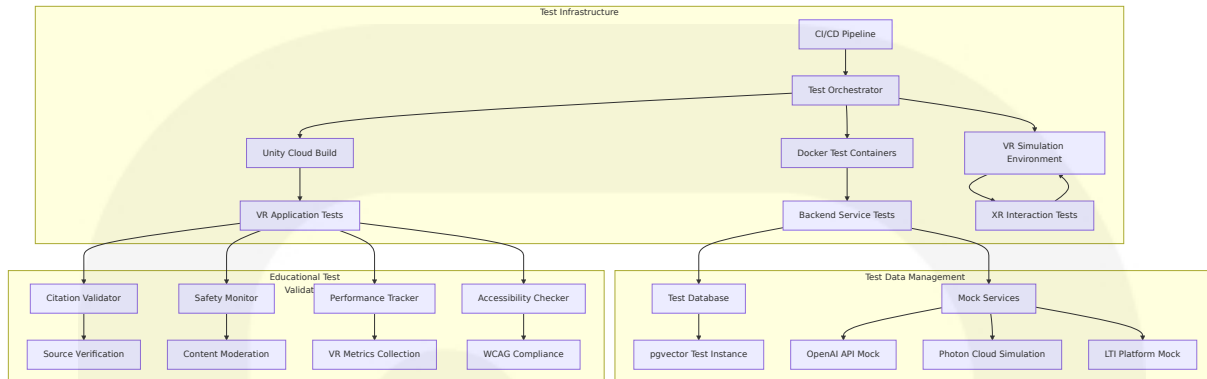 Test Infrastructure
CI/CD Pipeline
Test Orchestrator
Unity Cloud Build
Docker Test Containers
VR Simulation
Environment
VR Application Tests
Backend Service Tests
XR Interaction Tests
Educational Test
Validat
Test Data Management
Citation Validator
Safety Monitor
Performance Tracker
Accessibility Checker
Test Database
Mock Services
Source Verification
Content Moderation
VR Metrics Collection
WCAG Compliance
pgvector Test Instance
OpenAI API Mock
Photon Cloud Simulation
LTI Platform Mock